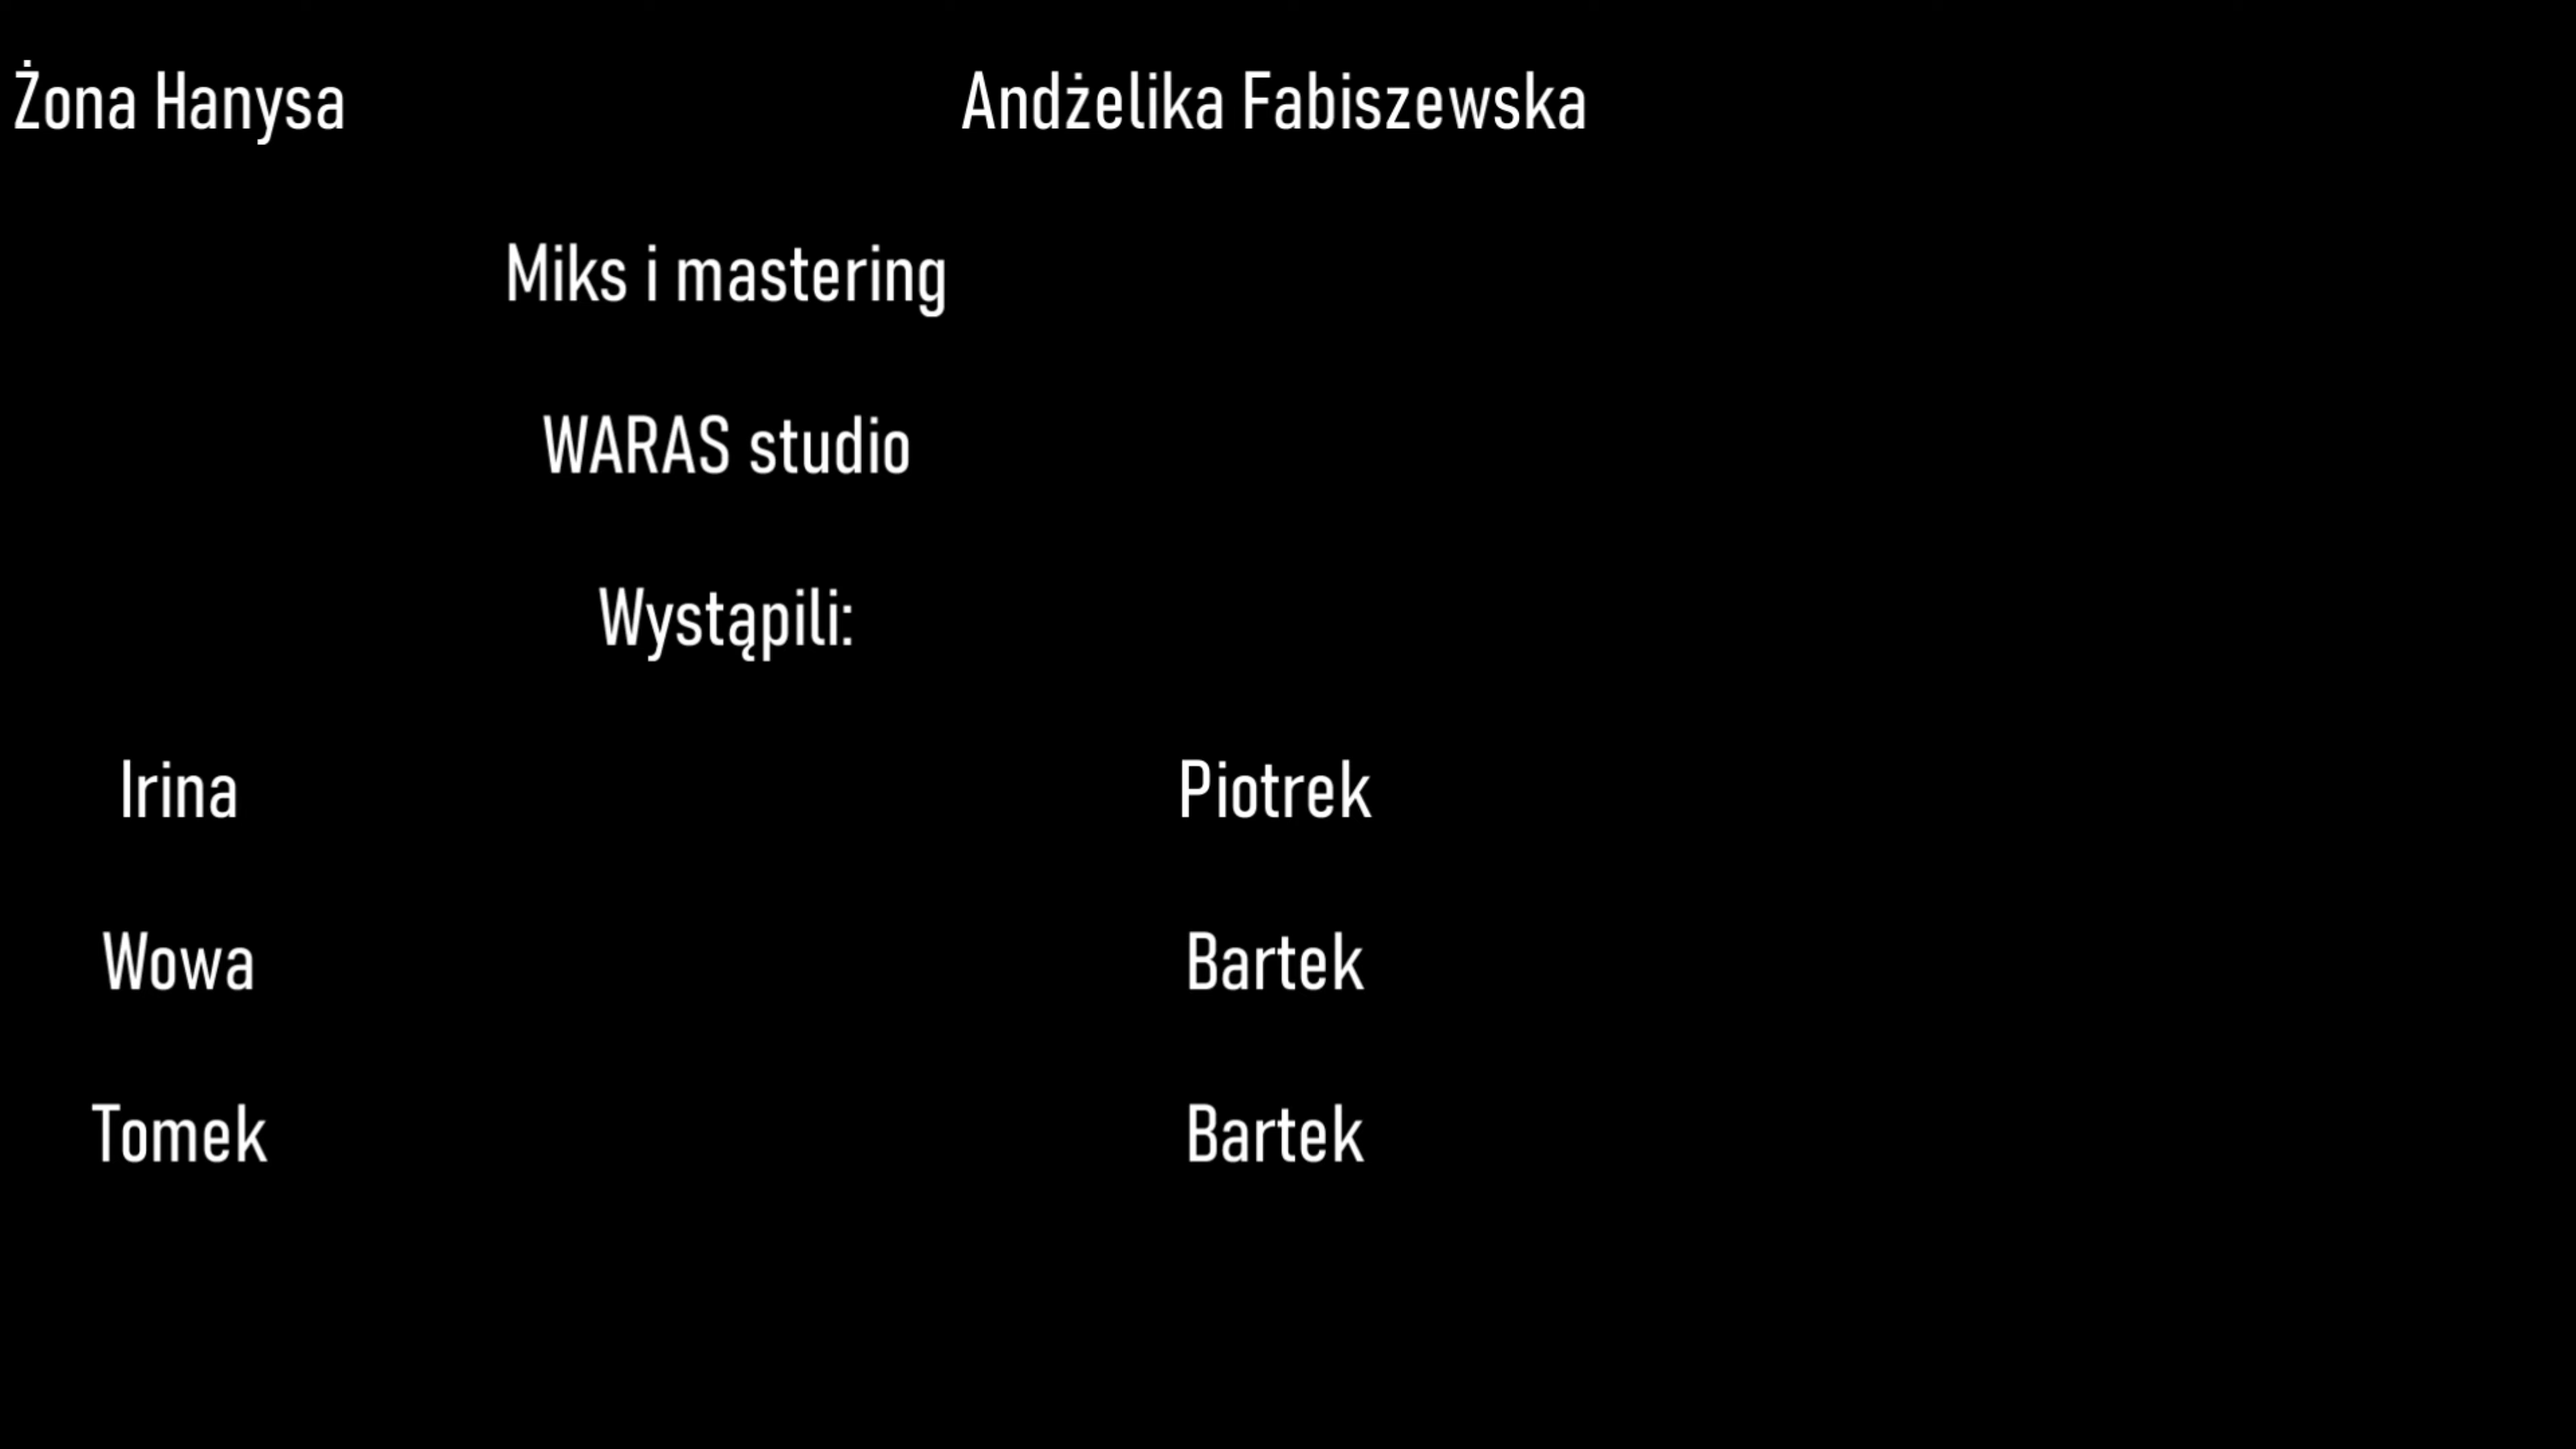 Żona Hanysa Andżelika Fabiszewska
Miks i mastering
WARAS studio
Wystąpili:
Irina Piotrek
Wowa Bartek
Tomek Bartek